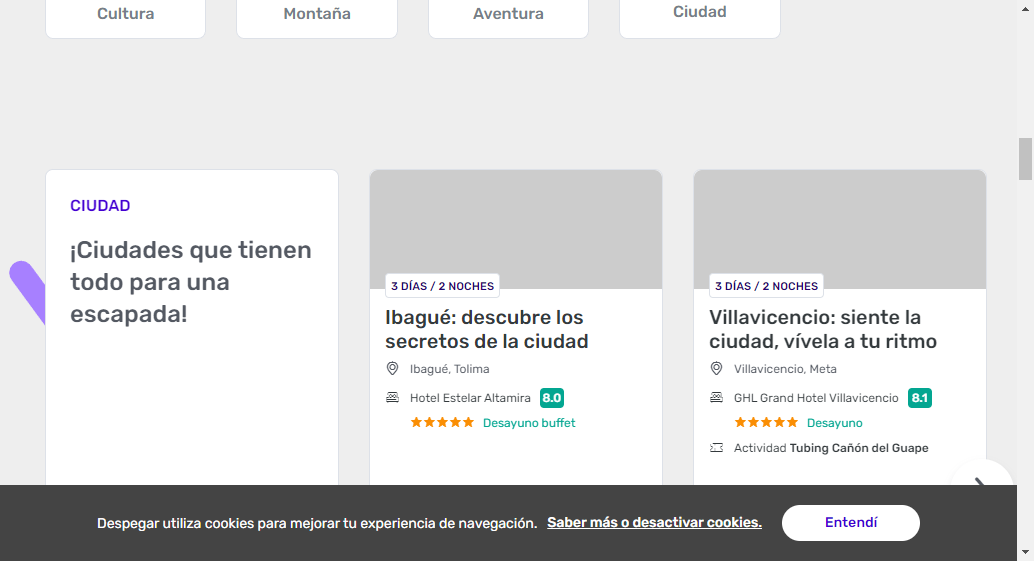 Cultura
Montaña
Aventura
Ciudad
CIUDAD
¡Ciudades que tienen
todo para una
escapada!
3 DÍAS / 2 NOCHES
Ibagué: descubre los
secretos de la ciudad
Ibagué, Tolima
Hotel Estelar Altamira 8.0
Desayuno buffet
3 DÍAS / 2 NOCHES
Villavicencio: siente la
ciudad, vívela a tu ritmo
Villavicencio, Meta
GHL Grand Hotel Villavicencio 8.1
Desayuno
Actividad Tubing Cañón del Guape
Despegar utiliza cookies para mejorar tu experiencia de navegación. Saber más o desactivar cookies. Entendí